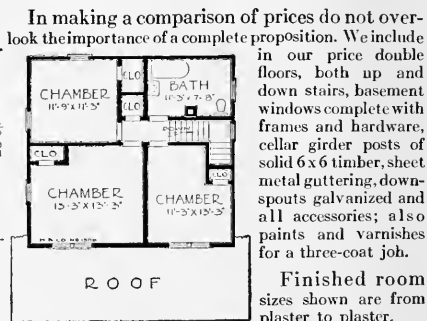 In making a comparison of prices do not over-
look the importance of a complete proposition. We include
in our price double
floors, both up and
down stairs, basement
windows complete with
frames and hardware,
cellar girder posts of
solid 6x6 timber, sheet
metal guttering, down-
spouts galvanized and
all accessories; also
paints and varnishes
for a three-coat job.
Finished room
sizes shown are from
plaster to plaster.
CLO
BATH
11'-3" x 7'-8"
CHAMBER
11'-9" x 11'-3"
CLO
DOWN
CLO
CLO
CHAMBER
13'-3" x 13'-3"
CHAMBER
11'-3" x 13'-3"
ROOF